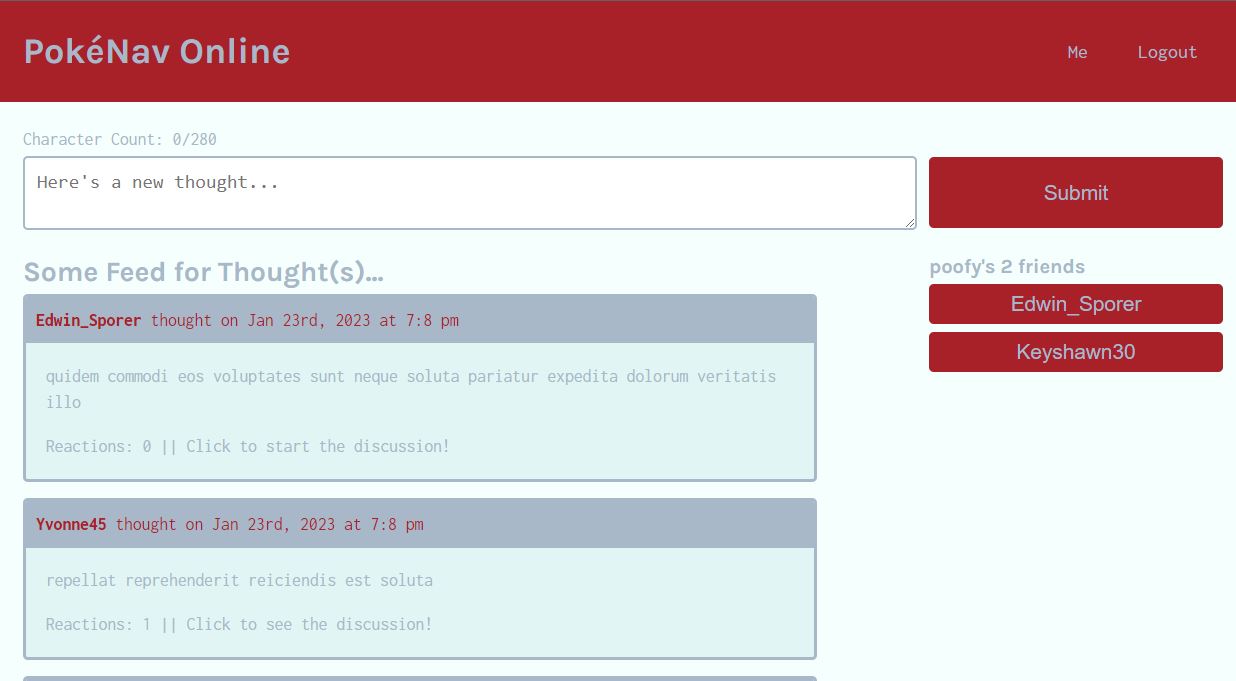 PokéNav Online
Me Logout
Character Count: 0/280
Here's a new thought...
Submit
Some Feed for Thought(s)...
Edwin_Sporer thought on Jan 23rd, 2023 at 7:8 pm
quidem commodi eos voluptates sunt neque soluta pariatur expedita dolorum veritatis
illo
Reactions: 0 || Click to start the discussion!
Yvonne45 thought on Jan 23rd, 2023 at 7:8 pm
repellat reprehenderit reiciendis est soluta
Reactions: 1 || Click to see the discussion!
poofy's 2 friends
Edwin_Sporer
Keyshawn30